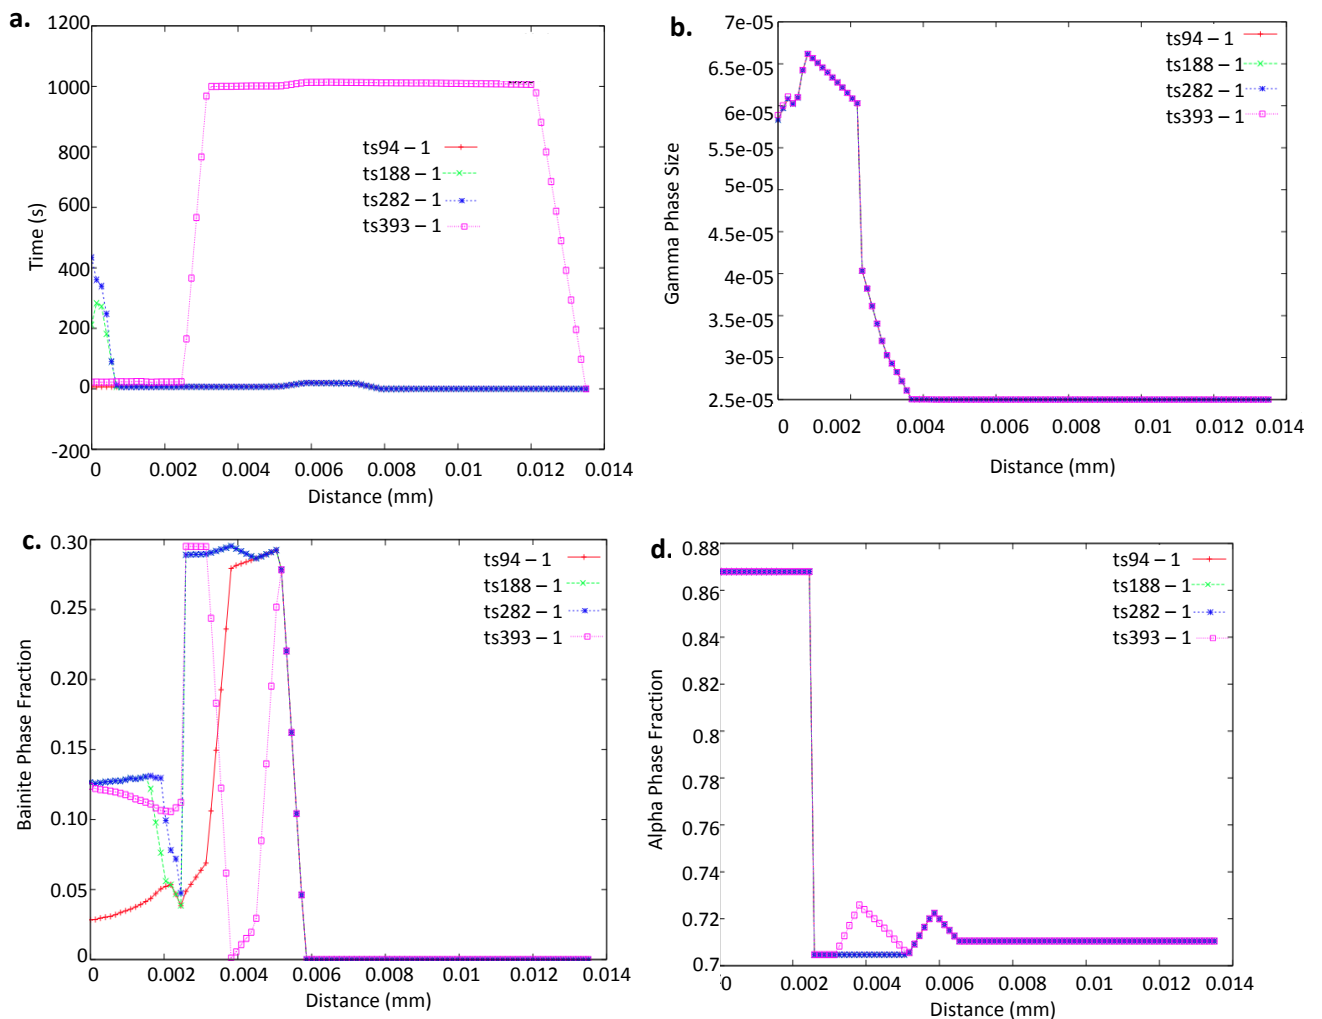 a.
1200
1000
800
600
400
200
0
-200
Time (s)
ts94 – 1
ts188 – 1
ts282 – 1
ts393 – 1
0 0.002 0.004 0.006 0.008 0.01 0.012 0.014
Distance (mm)
b.
7e-05
6.5e-05
6e-05
5.5e-05
5e-05
4.5e-05
4e-05
3.5e-05
3e-05
2.5e-05
Gamma Phase Size
ts94 – 1
ts188 – 1
ts282 – 1
ts393 – 1
0 0.002 0.004 0.006 0.008 0.01 0.012 0.014
Distance (mm)
c.
0.30
0.25
0.20
0.15
0.10
0.05
0
Bainite Phase Fraction
ts94 – 1
ts188 – 1
ts282 – 1
ts393 – 1
0 0.002 0.004 0.006 0.008 0.01 0.012 0.014
Distance (mm)
d.
0.88
0.86
0.84
0.82
0.8
0.78
0.76
0.74
0.72
0.7
Alpha Phase Fraction
ts94 – 1
ts188 – 1
ts282 – 1
ts393 – 1
0 0.002 0.004 0.006 0.008 0.01 0.012 0.014
Distance (mm)